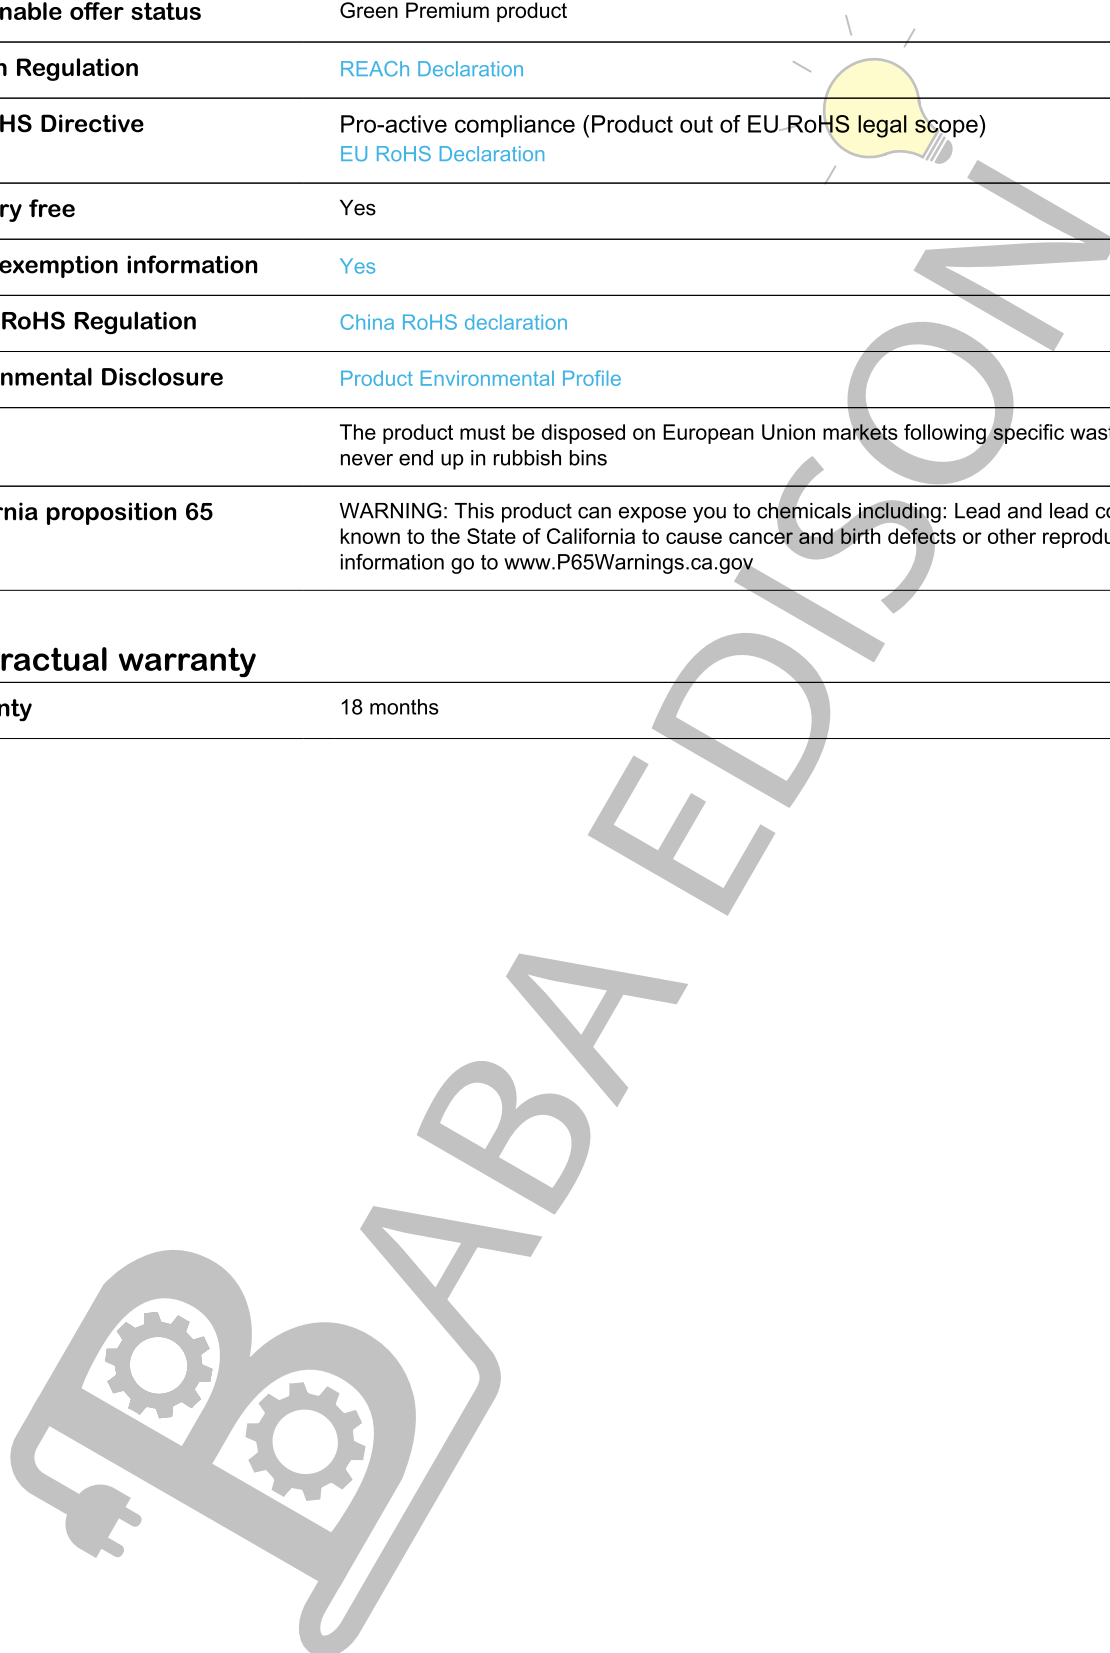 nable offer status Green Premium product
Regulation REACh Declaration
HS Directive Pro-active compliance (Product out of EU RoHS legal scope)
EU RoHS Declaration
ry free Yes
exemption information Yes
RoHS Regulation China RoHS declaration
nmental Disclosure Product Environmental Profile
The product must be disposed on European Union markets following specific wast
never end up in rubbish bins
rnia proposition 65 WARNING: This product can expose you to chemicals including: Lead and lead co
known to the State of California to cause cancer and birth defects or other reprodu
information go to www.P65Warnings.ca.gov
ractual warranty
nty 18 months
BABA EDISON